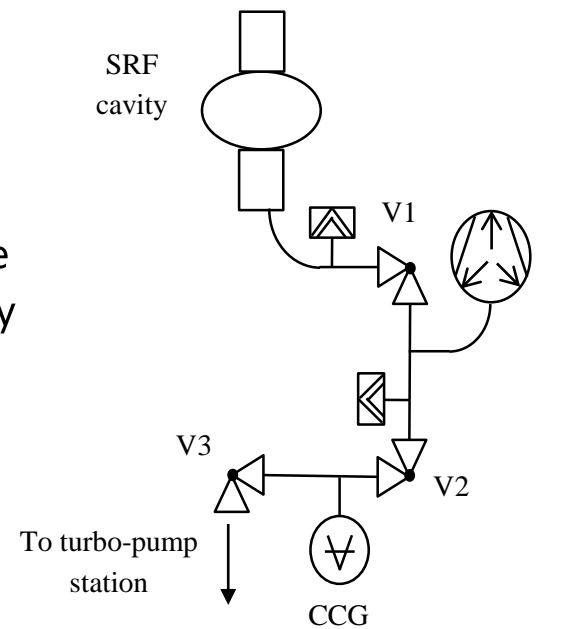 SRF
cavity
V1
e
y
V3
V2
To turbo-pump
station
CCG